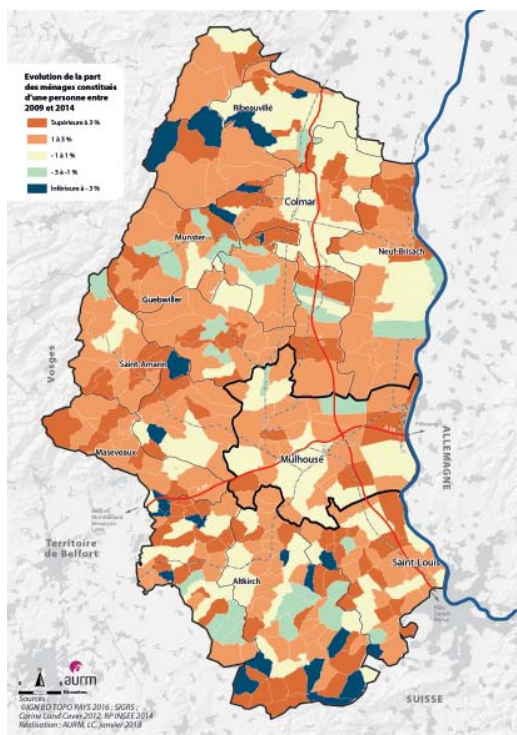 Evolution de la part
des ménages constitués
d'une personne entre
2009 et 2014
Supérieure à 3 %
1 à 3 %
- 1 à 1 %
- 3 à -1 %
Inférieure à - 3 %
Ribeauvillé
Colmar
Munster
Neuf-Brisach
Guebwiller
Vosges
Saint-Amarin
ALLEMAGNE
Maseveaux
Mulhouse
Territoire
de Belfort
Altkirch
Saint-Louis
SUISSE
aurm
Sources :
©IGN BD TOPO PAYS 2016 ; SIGRS ;
Corine Land Cover 2012, RP INSEE 2014
Réalisation : AURM, LC, janvier 2018